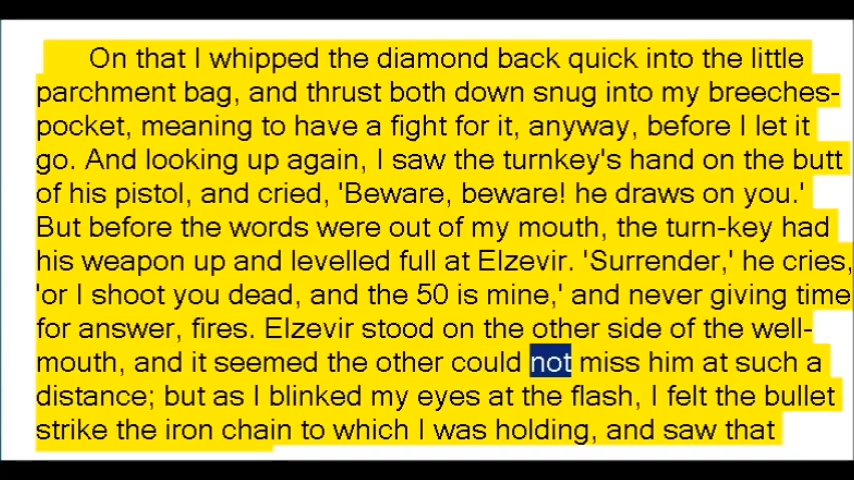 On that I whipped the diamond back quick into the little
parchment bag, and thrust both down snug into my breeches-
pocket, meaning to have a fight for it, anyway, before I let it
go. And looking up again, I saw the turnkey's hand on the butt
of his pistol, and cried, 'Beware, beware! he draws on you.'
But before the words were out of my mouth, the turn-key had
his weapon up and levelled full at Elzevir. 'Surrender,' he cries,
'or I shoot you dead, and the 50 is mine,' and never giving time
for answer, fires. Elzevir stood on the other side of the well-
mouth, and it seemed the other could not miss him at such a
distance; but as I blinked my eyes at the flash, I felt the bullet
strike the iron chain to which I was holding, and saw that